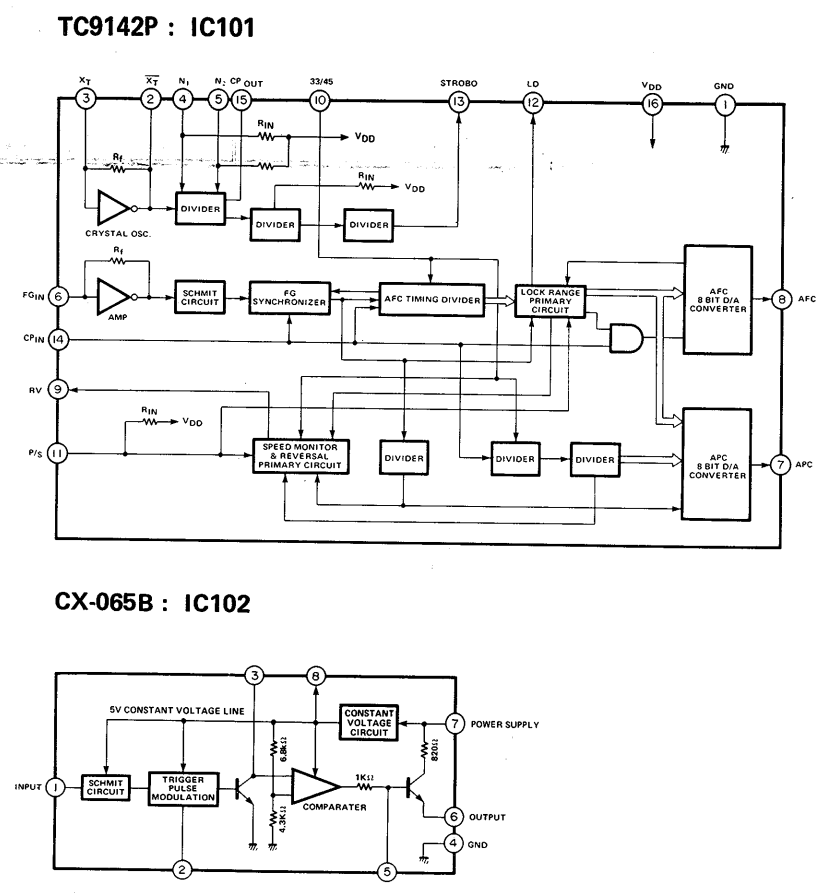 TC9142P : IC101
XT XT N1 N2 CP OUT 33/45 STROBO LD VDD GND
3 2 4 5 15 10 13 12 16 1
RIN VDD
Rf
RIN VDD
DIVIDER DIVIDER DIVIDER
CRYSTAL OSC.
Rf
FGIN 6
AMP
SCHMIT
CIRCUIT
FG
SYNCHRONIZER
AFC TIMING DIVIDER
LOCK RANGE
PRIMARY
CIRCUIT
AFC
8 BIT D/A
CONVERTER
8 AFC
CPIN 14
RV 9
RIN VDD
P/S 11
SPEED MONITOR
& REVERSAL
PRIMARY CIRCUIT
DIVIDER DIVIDER DIVIDER
APC
8 BIT D/A
CONVERTER
7 APC
CX-065B : IC102
3 8
5V CONSTANT VOLTAGE LINE
CONSTANT
VOLTAGE
CIRCUIT
7 POWER SUPPLY
6.8kΩ
820Ω
INPUT 1
SCHMIT
CIRCUIT
TRIGGER
PULSE
MODULATION
1KΩ
COMPARATER
4.3KΩ
6 OUTPUT
4 GND
2 5